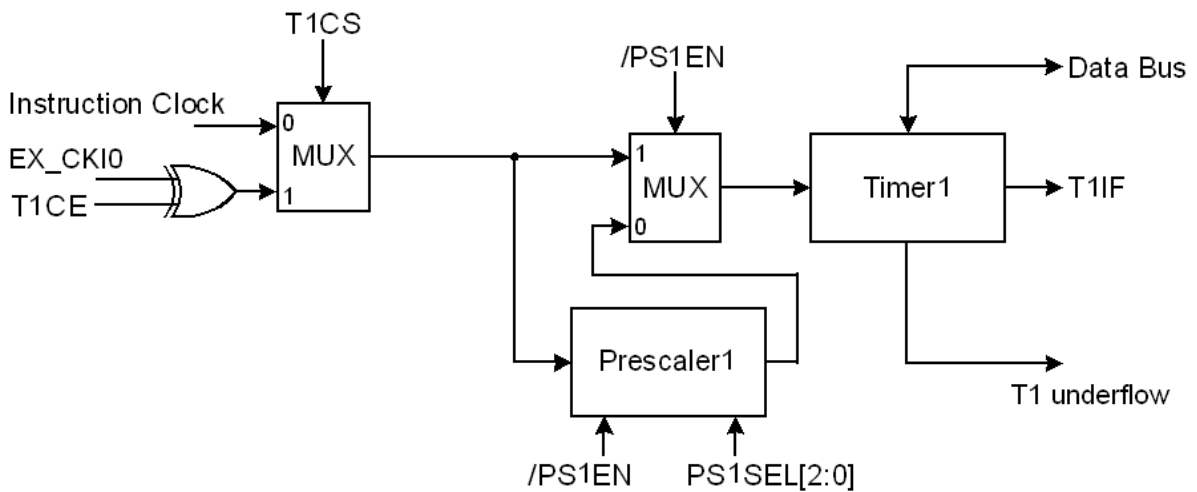 T1CS
/PS1EN
Data Bus
Instruction Clock
0
MUX
1
EX_CKI0
T1CE
1
MUX
0
Timer1
T1IF
Prescaler1
T1 underflow
/PS1EN
PS1SEL[2:0]